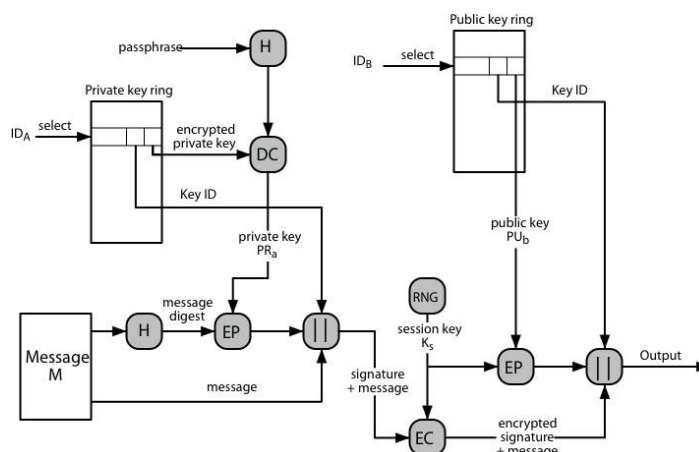 passphrase
H
Public key ring
ID_B
select
Key ID
Private key ring
ID_A
select
encrypted
private key
DC
Key ID
private key
PR_a
public key
PU_b
RNG
session key
K_s
Message
M
H
message
digest
EP
||
message
signature
+ message
EP
||
Output
EC
encrypted
signature
+ message